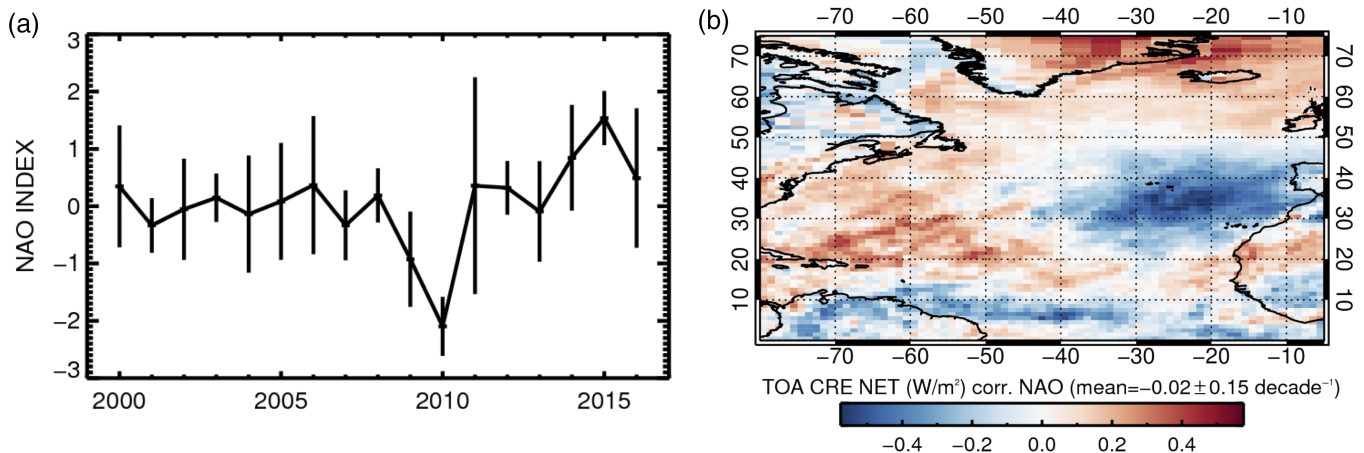 (a)
3
2
1
0
−1
−2
−3
NAO INDEX
2000 2005 2010 2015
(b)
−70 −60 −50 −40 −30 −20 −10
70 70
60 60
50 50
40 40
30 30
20 20
10 10
−70 −60 −50 −40 −30 −20 −10
TOA CRE NET (W/m²) corr. NAO (mean=−0.02±0.15 decade⁻¹)
−0.4 −0.2 0.0 0.2 0.4